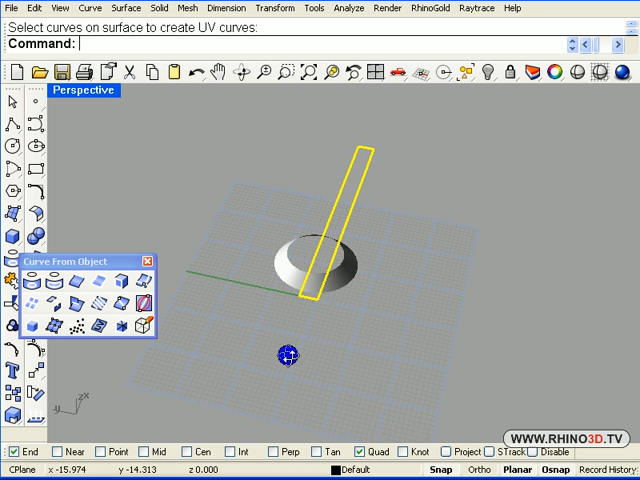 File Edit View Curve Surface Solid Mesh Dimension Transform Tools Analyze Render RhinoGold Raytrace Help
Select curves on surface to create UV curves:
Command:
Perspective
Curve From Object
y z x
WWW.RHINO3D.TV
End Near Point Mid Cen Int Perp Tan Quad Knot Project STrack Disable
CPlane x -15.974 y -14.313 z 0.000 Default Snap Ortho Planar Osnap Record History